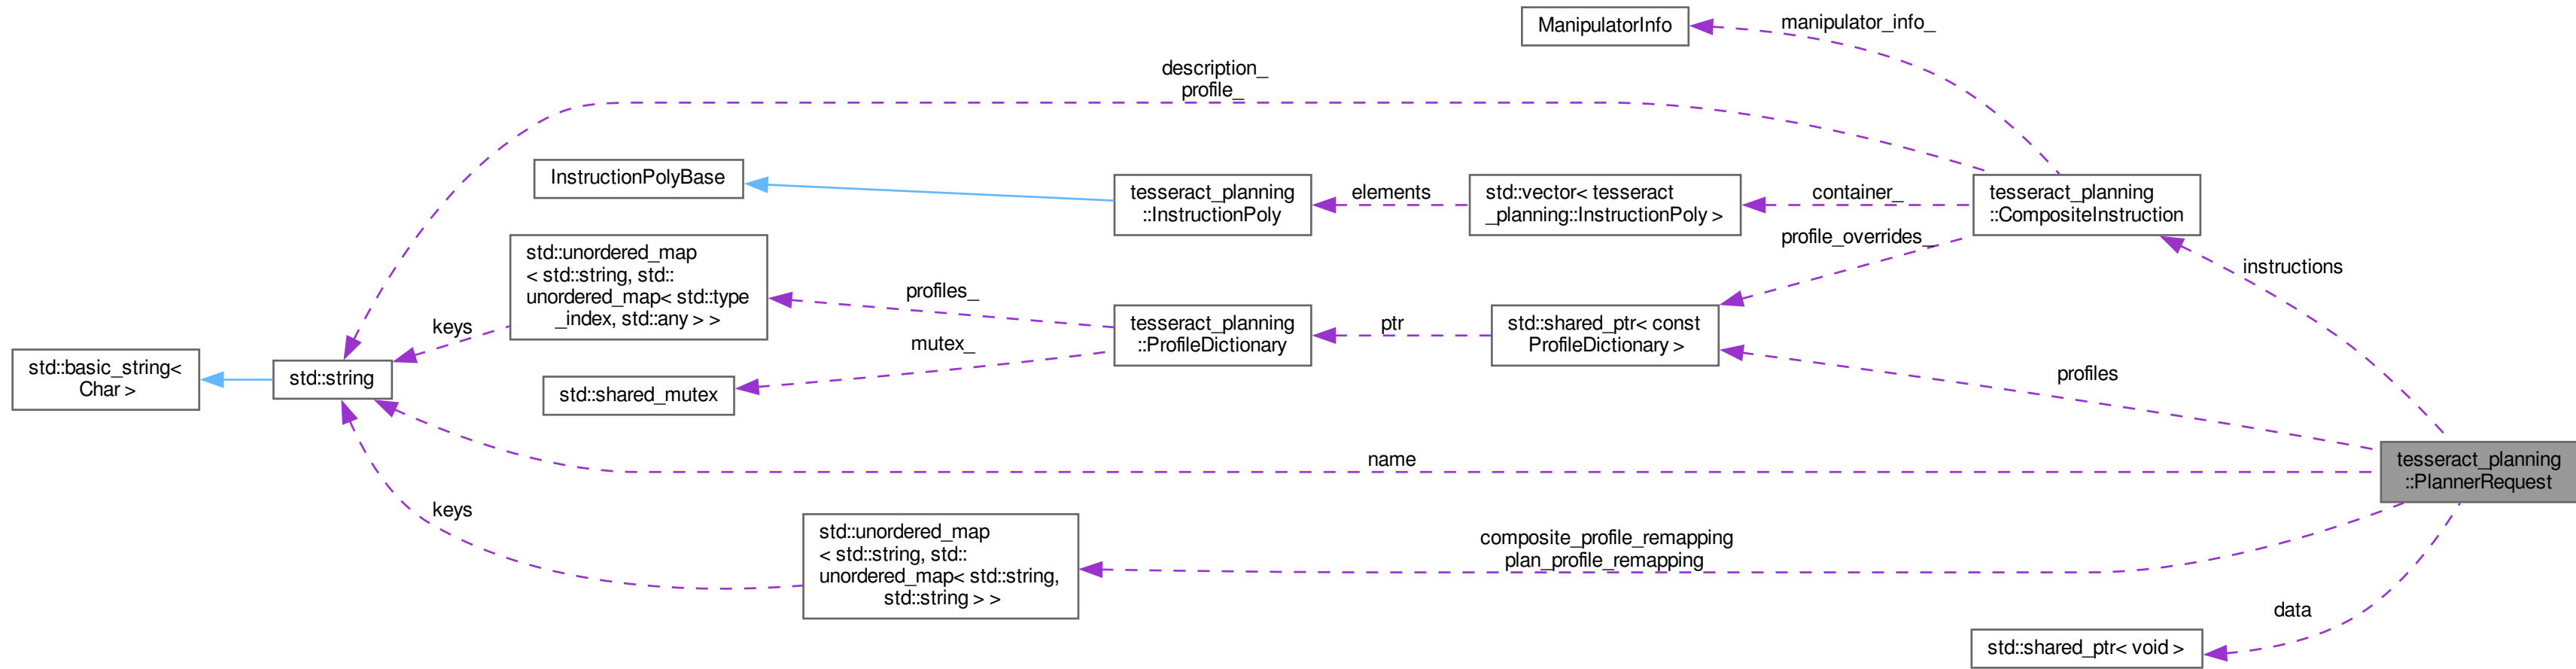 ManipulatorInfo
manipulator_info_
description_
profile_
InstructionPolyBase
tesseract_planning
::InstructionPoly
elements
std::vector< tesseract
_planning::InstructionPoly >
container_
tesseract_planning
::CompositeInstruction
profile_overrides_
instructions
std::unordered_map
< std::string, std::
unordered_map< std::type
_index, std::any > >
profiles_
keys
mutex_
tesseract_planning
::ProfileDictionary
ptr
std::shared_ptr< const
ProfileDictionary >
std::basic_string<
Char >
std::string
std::shared_mutex
profiles
name
tesseract_planning
::PlannerRequest
keys
std::unordered_map
< std::string, std::
unordered_map< std::string,
std::string > >
composite_profile_remapping
plan_profile_remapping
data
std::shared_ptr< void >